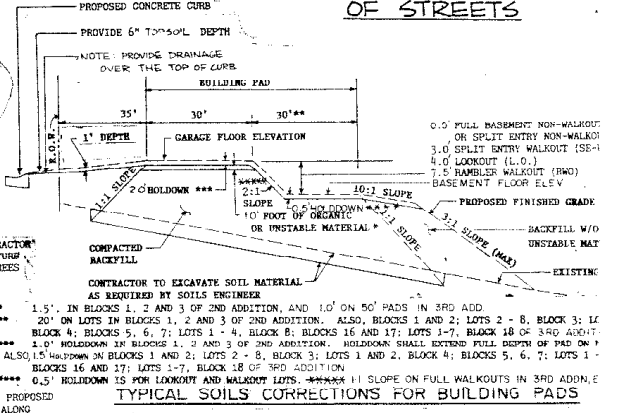 PROPOSED CONCRETE CURB
OF STREETS
PROVIDE 6" TOPSOIL DEPTH
NOTE: PROVIDE DRAINAGE
OVER THE TOP OF CURB
BUILDING PAD
35' 30' 30'**
R.O.W.
1' DEPTH
GARAGE FLOOR ELEVATION
0.0' FULL BASEMENT NON-WALKOUT
OR SPLIT ENTRY NON-WALKO
3.0' SPLIT ENTRY WALKOUT (SE-
4.0' LOOKOUT (L.O.)
7.5' RAMBLER WALKOUT (RWO)
BASEMENT FLOOR ELEV
1:1 SLOPE
2.0' HOLDOWN ***
2:1
SLOPE
10:1 SLOPE
0.5' HOLDDOWN
PROPOSED FINISHED GRADE
1.0' FOOT OF ORGANIC
OR UNSTABLE MATERIAL *
1:1 SLOPE
3:1 SLOPE (MAX)
BACKFILL W/O
UNSTABLE MAT
RACTOR
TURB
REES
COMPACTED
BACKFILL
EXISTING
CONTRACTOR TO EXCAVATE SOIL MATERIAL
AS REQUIRED BY SOILS ENGINEER
1.5', IN BLOCKS 1, 2 AND 3 OF 2ND ADDITION, AND 1.0' ON 50' PADS IN 3RD ADD.
** 20' ON LOTS IN BLOCKS 1, 2 AND 3 OF 2ND ADDITION. ALSO, BLOCKS 1 AND 2; LOTS 2 - 8, BLOCK 3; LO
BLOCK 4; BLOCKS 5, 6, 7; LOTS 1 - 4, BLOCK 8; BLOCKS 16 AND 17; LOTS 1-7, BLOCK 18 OF 3RD ADDIT
*** 1.0' HOLDDOWN IN BLOCKS 1, 2 AND 3 OF 2ND ADDITION. HOLDDOWN SHALL EXTEND FULL DEPTH OF PAD ON
ALSO, 1.5' HOLDDOWN ON BLOCKS 1 AND 2; LOTS 2 - 8, BLOCK 3; LOTS 1 AND 2, BLOCK 4; BLOCKS 5, 6, 7; LOTS 1 -
BLOCKS 16 AND 17; LOTS 1-7, BLOCK 18 OF 3RD ADDITION
**** 0.5' HOLDDOWN IS FOR LOOKOUT AND WALKOUT LOTS. ***** 1:1 SLOPE ON FULL WALKOUTS IN 3RD ADDN,
PROPOSED
ALONG
TYPICAL SOILS CORRECTIONS FOR BUILDING PADS